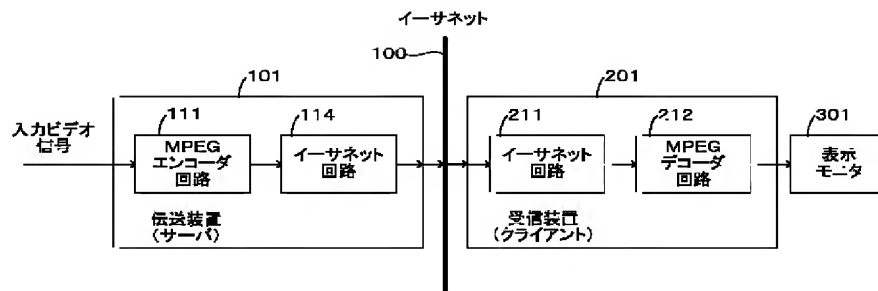 イーサネット
100
101
201
111
114
211
212
301
入力ビデオ
信号
MPEG
エンコーダ
回路
イーサネット
回路
イーサネット
回路
MPEG
デコーダ
回路
表示
モニタ
伝送装置
(サーバ)
受信装置
(クライアント)